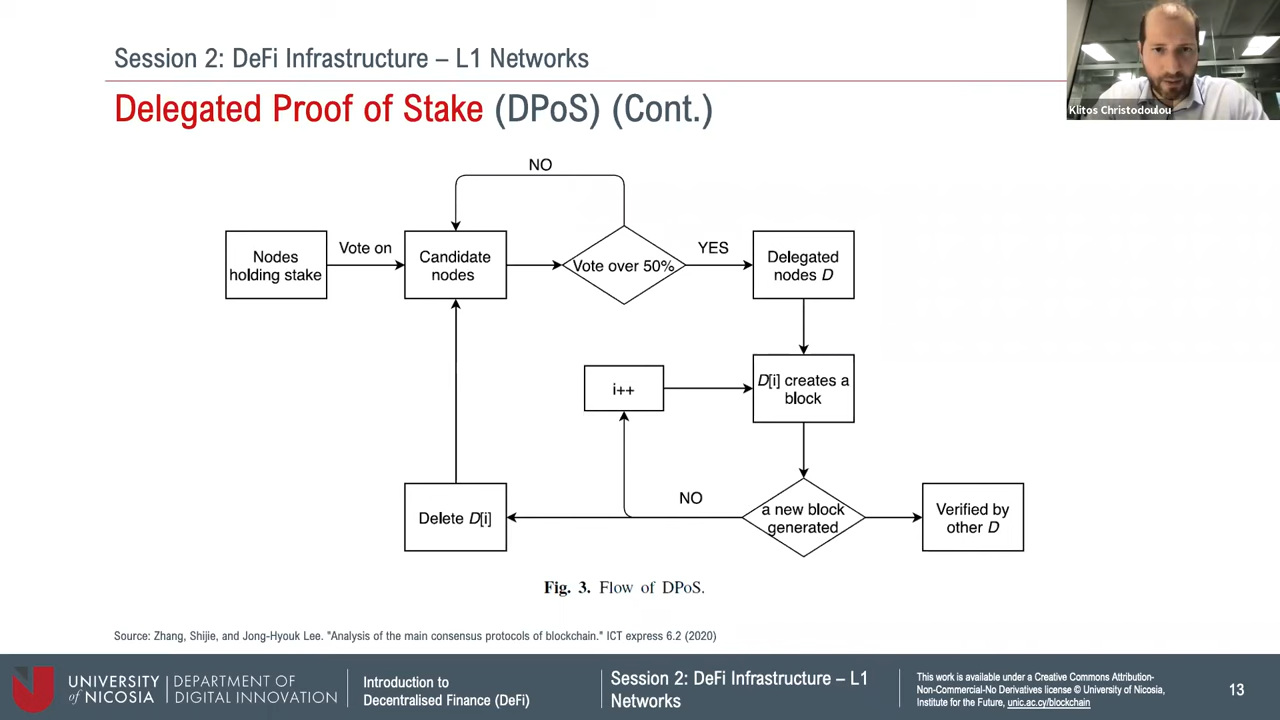 Session 2: DeFi Infrastructure – L1 Networks
Klitos Christodoulou
Delegated Proof of Stake (DPoS) (Cont.)
NO
Nodes
holding stake
Vote on
Candidate
nodes
Vote over 50%
YES
Delegated
nodes D
i++
D[i] creates a
block
Delete D[i]
NO
a new block
generated
Verified by
other D
Fig. 3. Flow of DPoS.
Source: Zhang, Shijie, and Jong-Hyouk Lee. "Analysis of the main consensus protocols of blockchain." ICT express 6.2 (2020)
UNIVERSITY
of NICOSIA
DEPARTMENT OF
DIGITAL INNOVATION
Introduction to
Decentralised Finance (DeFi)
Session 2: DeFi Infrastructure – L1
Networks
This work is available under a Creative Commons Attribution-
Non-Commercial-No Derivatives license © University of Nicosia,
Institute for the Future, unic.ac.cy/blockchain
13